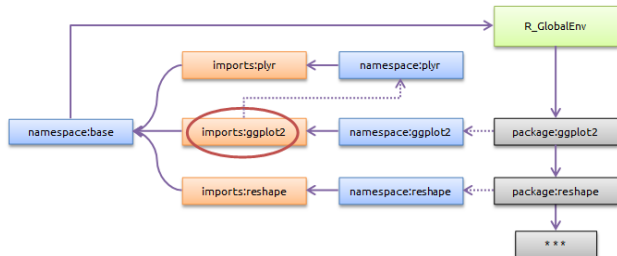 R_GlobalEnv
imports:plyr
namespace:plyr
namespace:base
imports:ggplot2
namespace:ggplot2
package:ggplot2
imports:reshape
namespace:reshape
package:reshape
* * *